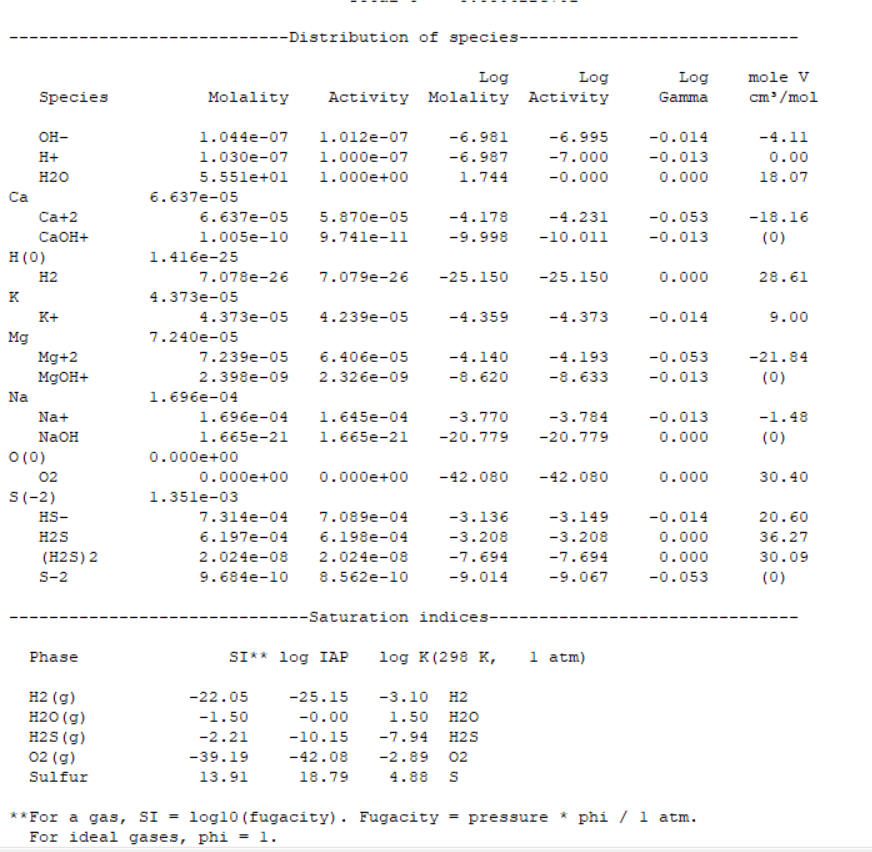 ----------------------------Distribution of species----------------------------
Log Log Log mole V
Species Molality Activity Molality Activity Gamma cm³/mol
OH- 1.044e-07 1.012e-07 -6.981 -6.995 -0.014 -4.11
H+ 1.030e-07 1.000e-07 -6.987 -7.000 -0.013 0.00
H2O 5.551e+01 1.000e+00 1.744 -0.000 0.000 18.07
Ca 6.637e-05
Ca+2 6.637e-05 5.870e-05 -4.178 -4.231 -0.053 -18.16
CaOH+ 1.005e-10 9.741e-11 -9.998 -10.011 -0.013 (0)
H(0) 1.416e-25
H2 7.078e-26 7.079e-26 -25.150 -25.150 0.000 28.61
K 4.373e-05
K+ 4.373e-05 4.239e-05 -4.359 -4.373 -0.014 9.00
Mg 7.240e-05
Mg+2 7.239e-05 6.406e-05 -4.140 -4.193 -0.053 -21.84
MgOH+ 2.398e-09 2.326e-09 -8.620 -8.633 -0.013 (0)
Na 1.696e-04
Na+ 1.696e-04 1.645e-04 -3.770 -3.784 -0.013 -1.48
NaOH 1.665e-21 1.665e-21 -20.779 -20.779 0.000 (0)
O(0) 0.000e+00
O2 0.000e+00 0.000e+00 -42.080 -42.080 0.000 30.40
S(-2) 1.351e-03
HS- 7.314e-04 7.089e-04 -3.136 -3.149 -0.014 20.60
H2S 6.197e-04 6.198e-04 -3.208 -3.208 0.000 36.27
(H2S)2 2.024e-08 2.024e-08 -7.694 -7.694 0.000 30.09
S-2 9.684e-10 8.562e-10 -9.014 -9.067 -0.053 (0)
------------------------------Saturation indices-------------------------------
Phase SI** log IAP log K(298 K, 1 atm)
H2(g) -22.05 -25.15 -3.10 H2
H2O(g) -1.50 -0.00 1.50 H2O
H2S(g) -2.21 -10.15 -7.94 H2S
O2(g) -39.19 -42.08 -2.89 O2
Sulfur 13.91 18.79 4.88 S
**For a gas, SI = log10(fugacity). Fugacity = pressure * phi / 1 atm.
For ideal gases, phi = 1.